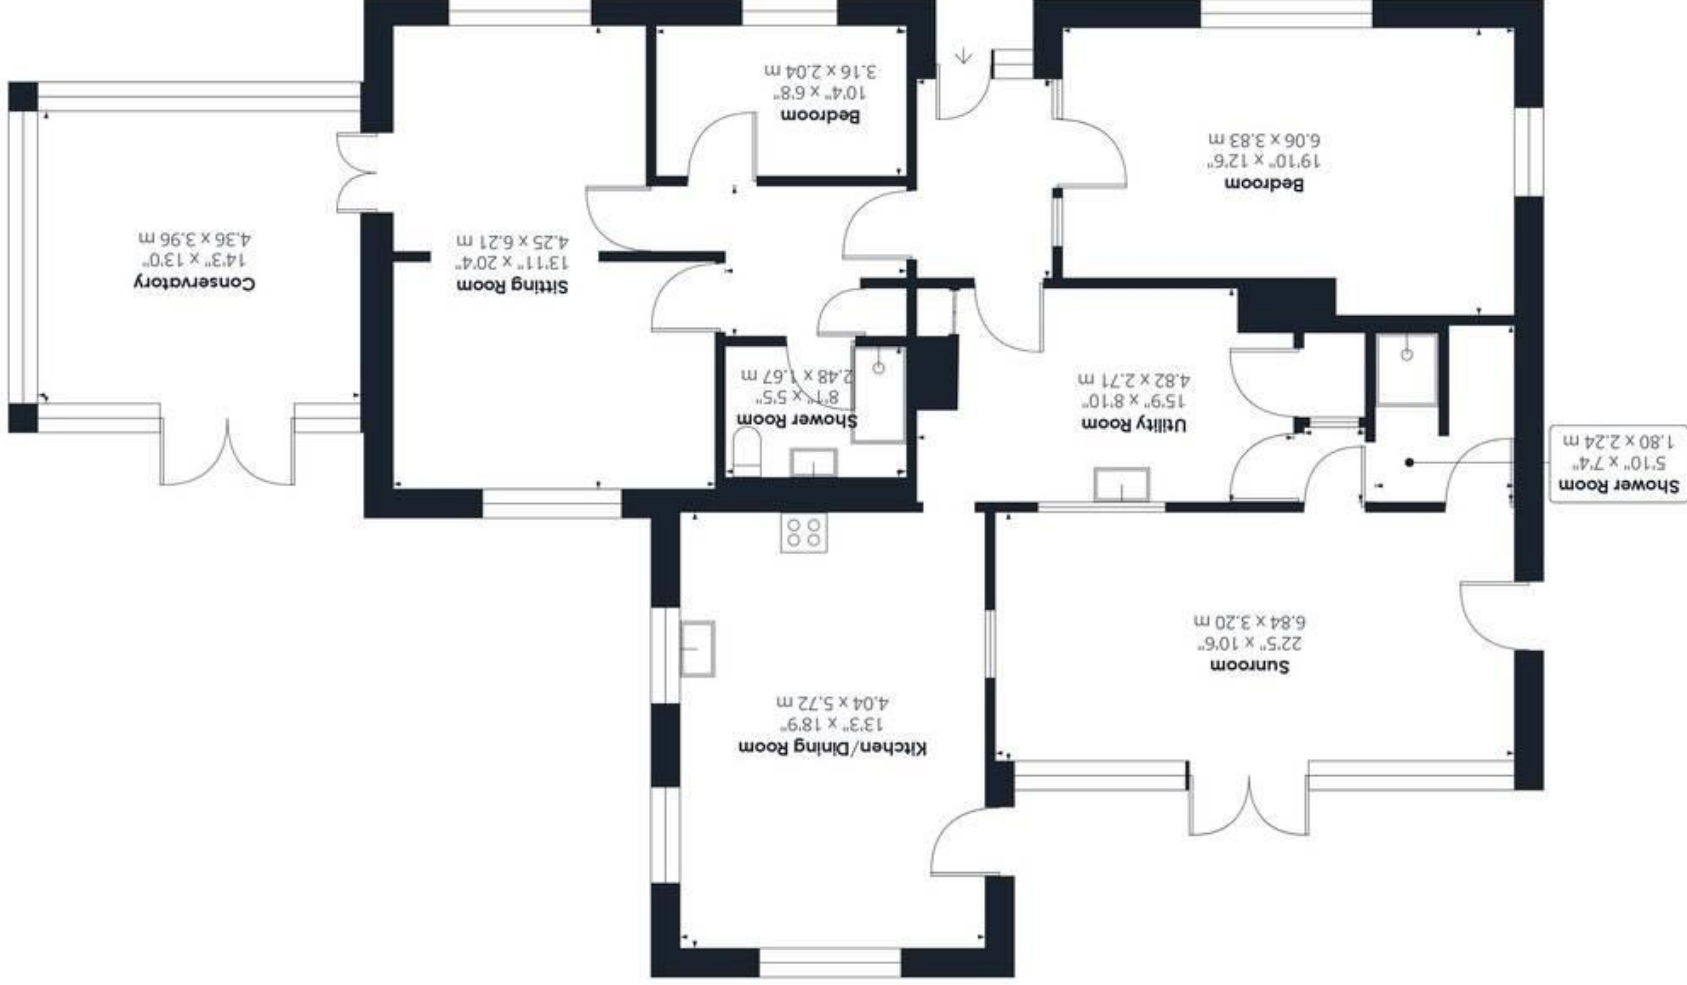 Kitchen/Dining Room
13'3" x 18'9"
4.04 x 5.72 m
Sunroom
22'5" x 10'6"
6.84 x 3.20 m
Shower Room
5'10" x 7'4"
1.80 x 2.24 m
Utility Room
15'9" x 8'10"
4.82 x 2.71 m
Shower Room
8'1" x 5'5"
2.48 x 1.67 m
Sitting Room
13'11" x 20'4"
4.25 x 6.21 m
Conservatory
14'3" x 13'0"
4.36 x 3.96 m
Bedroom
19'10" x 12'6"
6.06 x 3.83 m
Bedroom
10'4" x 6'8"
3.16 x 2.04 m